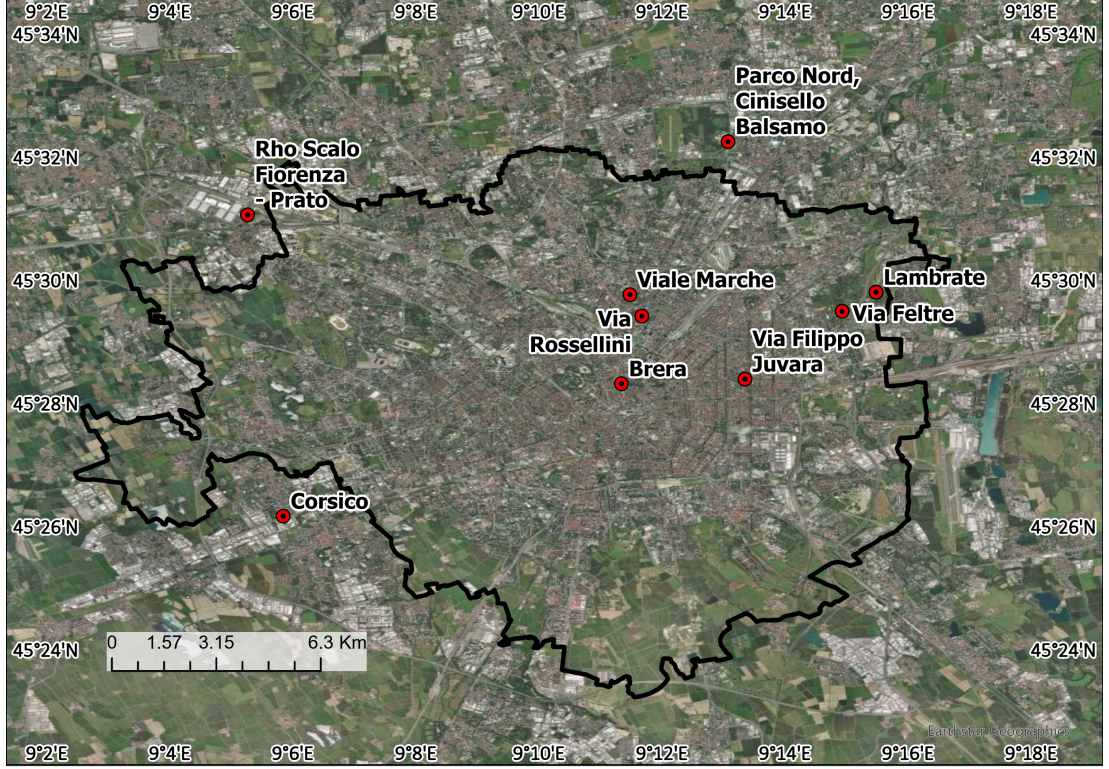 9°2'E 9°4'E 9°6'E 9°8'E 9°10'E 9°12'E 9°14'E 9°16'E 9°18'E
45°34'N 45°34'N
Parco Nord,
Cinisello
Balsamo
45°32'N 45°32'N
Rho Scalo
Fiorenza
- Prato
45°30'N 45°30'N
Viale Marche
Lambrate
Via
Rossellini
Via Feltre
Via Filippo
Juvara
Brera
45°28'N 45°28'N
Corsico
45°26'N 45°26'N
0 1.57 3.15 6.3 Km
45°24'N 45°24'N
Earthstar Geographics
9°2'E 9°4'E 9°6'E 9°8'E 9°10'E 9°12'E 9°14'E 9°16'E 9°18'E